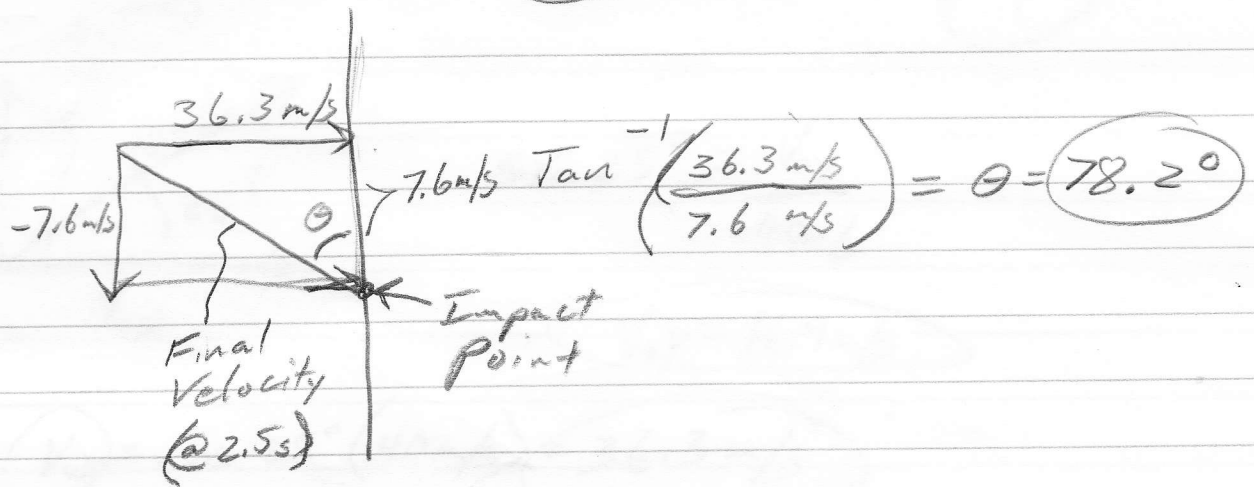 36.3 m/s
-7.6 m/s
θ
7.6 m/s
Tan⁻¹(36.3 m/s / 7.6 m/s) = θ = 78.2°
Final
Velocity
(@ 2.5s)
Impact
Point